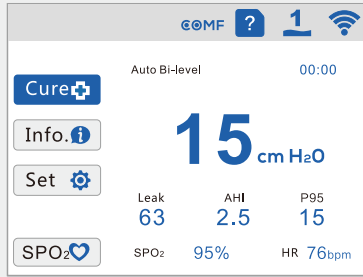 COMF ? 1
Auto Bi-level 00:00
Cure
15 cm H₂O
Info.
Set
Leak AHI P95
63 2.5 15
SPO₂ SPO₂ 95% HR 76bpm